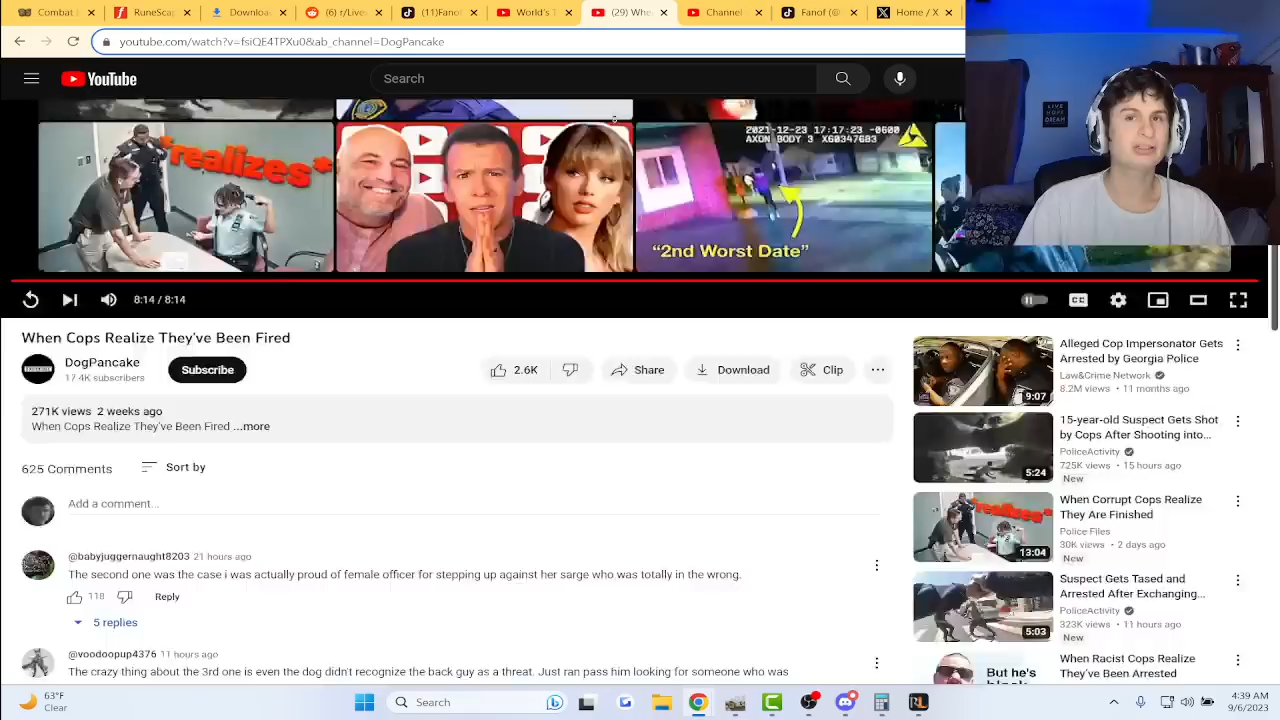 Combat
RuneScap
Download
r/Livest
(11)Fanot
World's T
(29) Whe
Channel
Fanof (@
Home / X
youtube.com/watch?v=fsiQE4TPXu0&ab_channel=DogPancake
YouTube
Search
LIVE
HOPE
DREAM
*realizes*
2021-12-23 17:17:23 -0600
AXON BODY 3 X60347683
"2nd Worst Date"
8:14 / 8:14
CC
When Cops Realize They've Been Fired
DogPancake
17.4K subscribers
Subscribe
2.6K
Share
Download
Clip
271K views 2 weeks ago
When Cops Realize They've Been Fired ...more
625 Comments
Sort by
Add a comment...
@babyjuggernaught8203 21 hours ago
The second one was the case i was actually proud of female officer for stepping up against her sarge who was totally in the wrong.
118
Reply
5 replies
@voodoopup4376 11 hours ago
The crazy thing about the 3rd one is even the dog didn't recognize the back guy as a threat. Just ran pass him looking for someone who was
Alleged Cop Impersonator Gets
Arrested by Georgia Police
Law&Crime Network
8.2M views • 11 months ago
9:07
15-year-old Suspect Gets Shot
by Cops After Shooting into...
PoliceActivity
725K views • 15 hours ago
New
5:24
When Corrupt Cops Realize
They Are Finished
Police Files
30K views • 2 days ago
New
*realizes*
13:04
Suspect Gets Tased and
Arrested After Exchanging...
PoliceActivity
323K views • 11 hours ago
New
5:03
When Racist Cops Realize
They've Been Arrested
But he's
63°F
Clear
Search
4:39 AM
9/6/2023